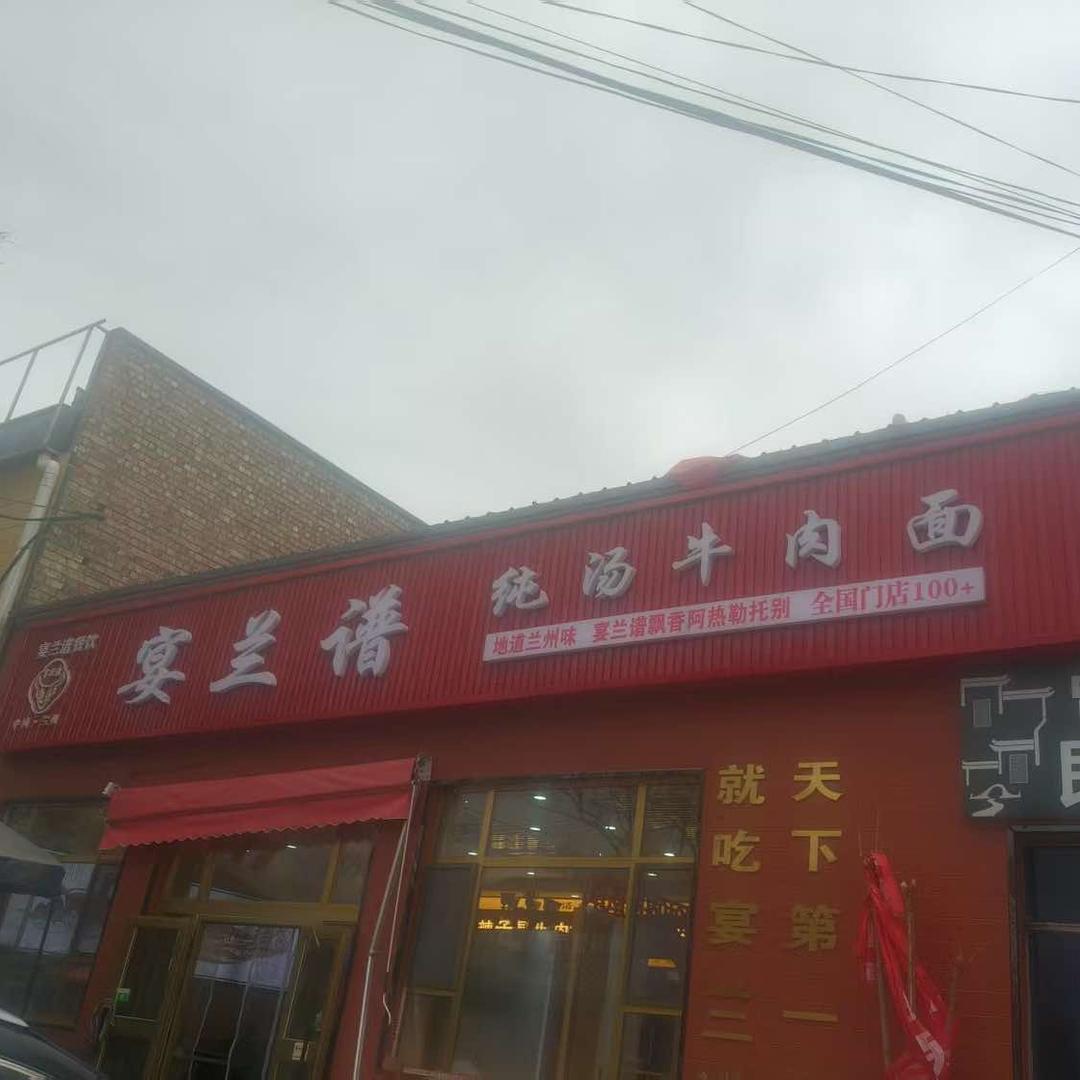 宴兰谱餐饮
宴兰谱
纯汤牛肉面
地道兰州味 宴兰谱飘香阿热勒托别 全国门店100+
天下第一
就吃宴三